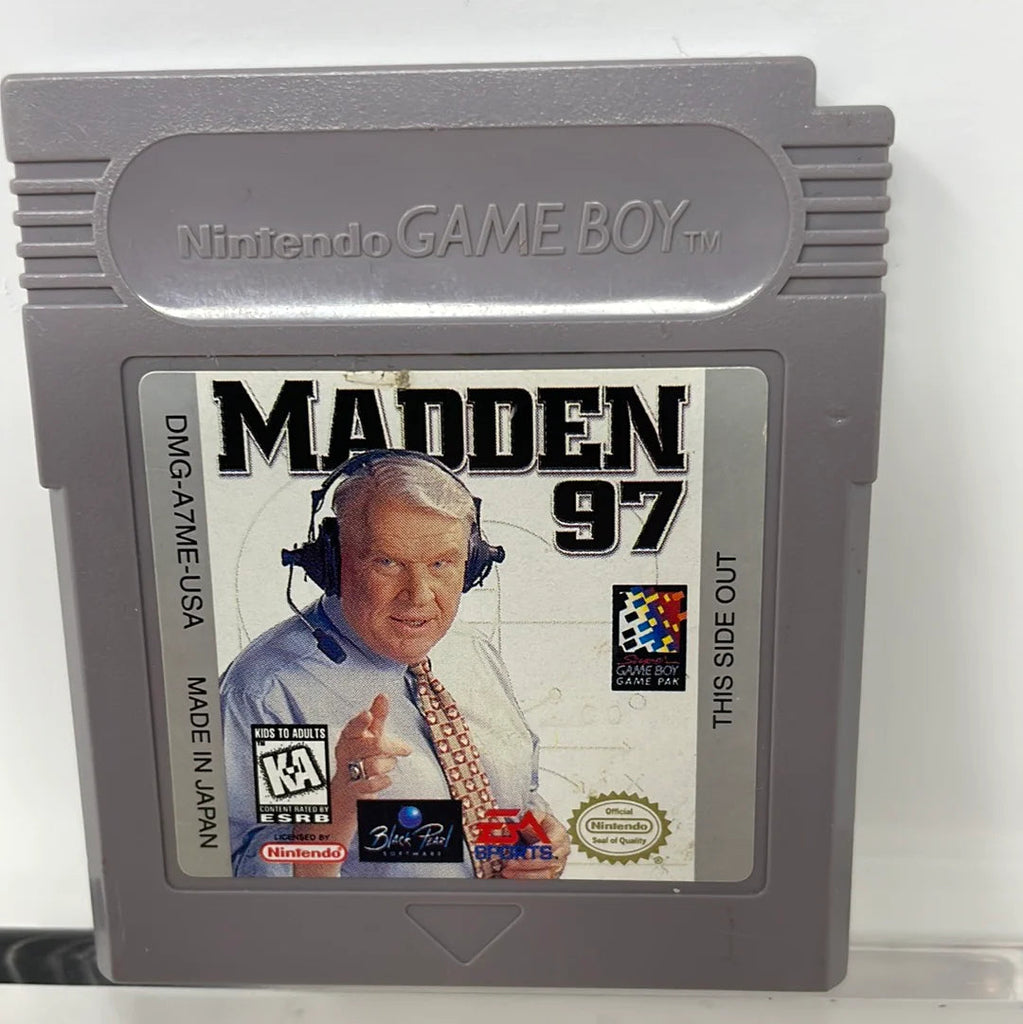 Nintendo GAME BOY TM
MADDEN
97
DMG-A7ME-USA MADE IN JAPAN
THIS SIDE OUT
Super
GAME BOY
GAME PAK
KIDS TO ADULTS
K-A
CONTENT RATED BY
ESRB
LICENSED BY
Nintendo
Black Pearl
SOFTWARE
EA
SPORTS
Official
Nintendo
Seal of Quality